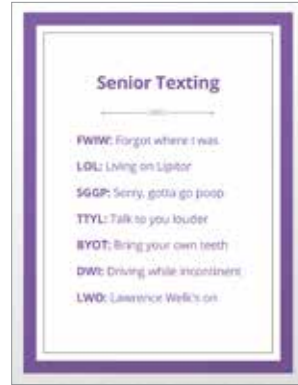 Senior Texting
FWIW: Forgot where I was
LOL: Living on Lipitor
SGGP: Sorry, gotta go poop
TTYL: Talk to you louder
BYOT: Bring your own teeth
DWI: Driving while incontinent
LWO: Lawrence Welk's on